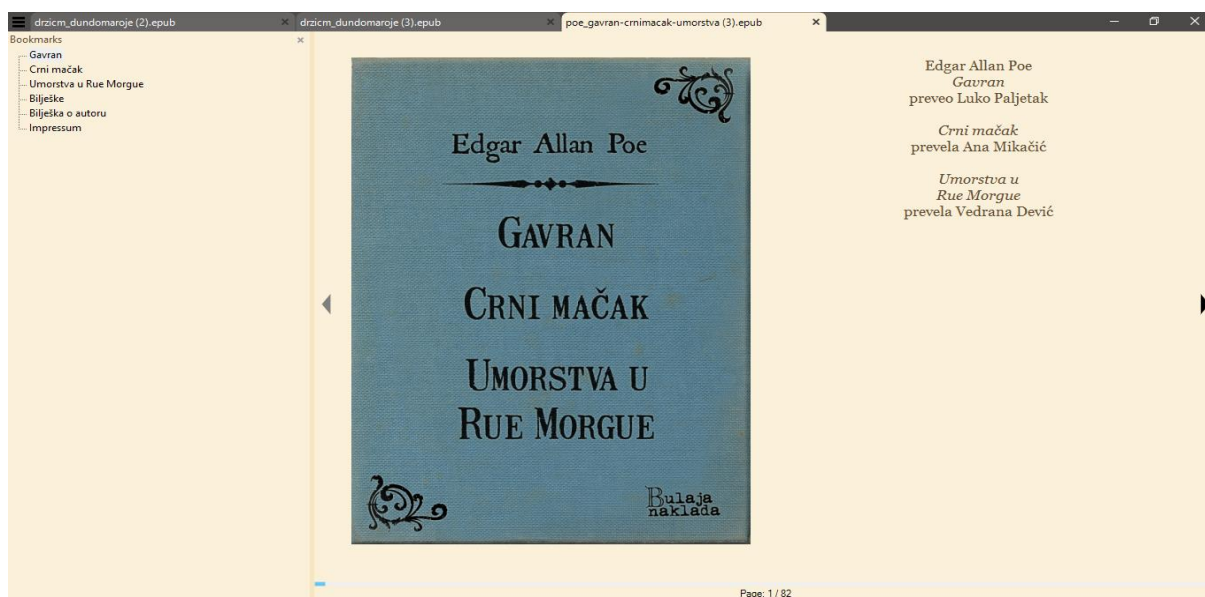 drzicm_dundomaroje (2).epub
drzicm_dundomaroje (3).epub
poe_gavran-crnimacak-umorstva (3).epub
Bookmarks
Gavran
Crni mačak
Umorstva u Rue Morgue
Bilješke
Bilješka o autoru
Impressum
Edgar Allan Poe
GAVRAN
CRNI MAČAK
UMORSTVA U
RUE MORGUE
Bulaja
naklada
Edgar Allan Poe
Gavran
preveo Luko Paljetak
Crni mačak
prevela Ana Mikačić
Umorstva u
Rue Morgue
prevela Vedrana Dević
Page: 1 / 82